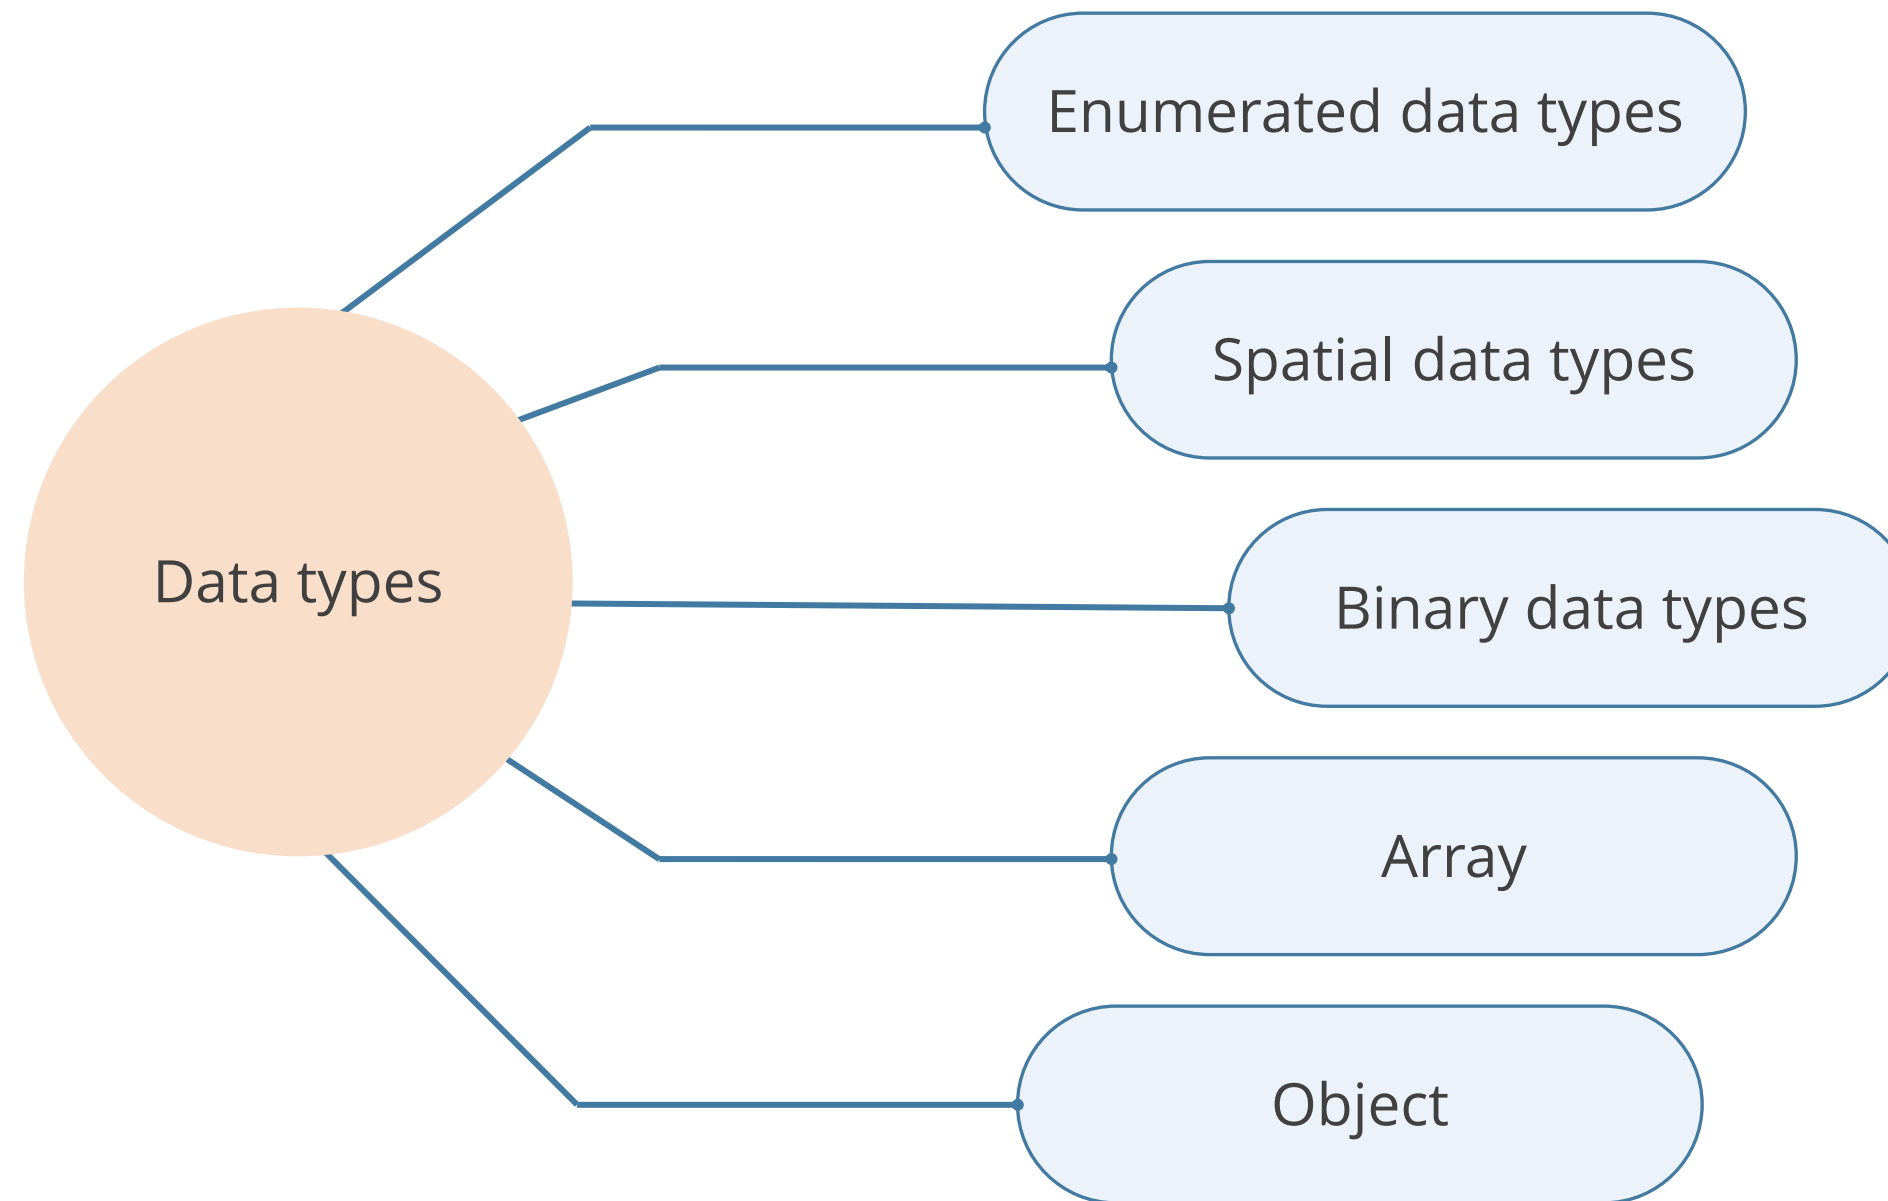 Enumerated data types
Spatial data types
Data types
Binary data types
Array
Object